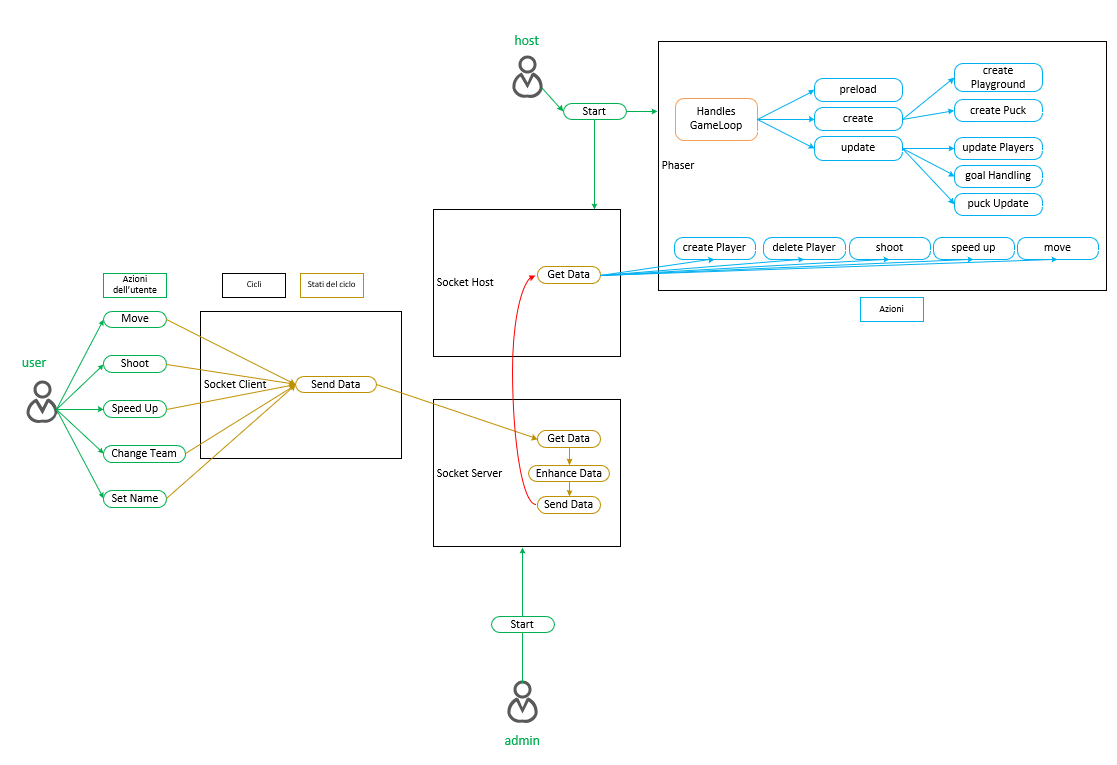 host
Start
Handles
GameLoop
preload
create
update
create
Playground
create Puck
update Players
goal Handling
puck Update
Phaser
create Player
delete Player
shoot
speed up
move
Azioni
Socket Host
Get Data
Azioni
dell'utente
Cicli
Stati del ciclo
user
Move
Shoot
Speed Up
Change Team
Set Name
Socket Client
Send Data
Socket Server
Get Data
Enhance Data
Send Data
Start
admin